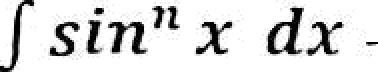 ∫ sinⁿ x dx -